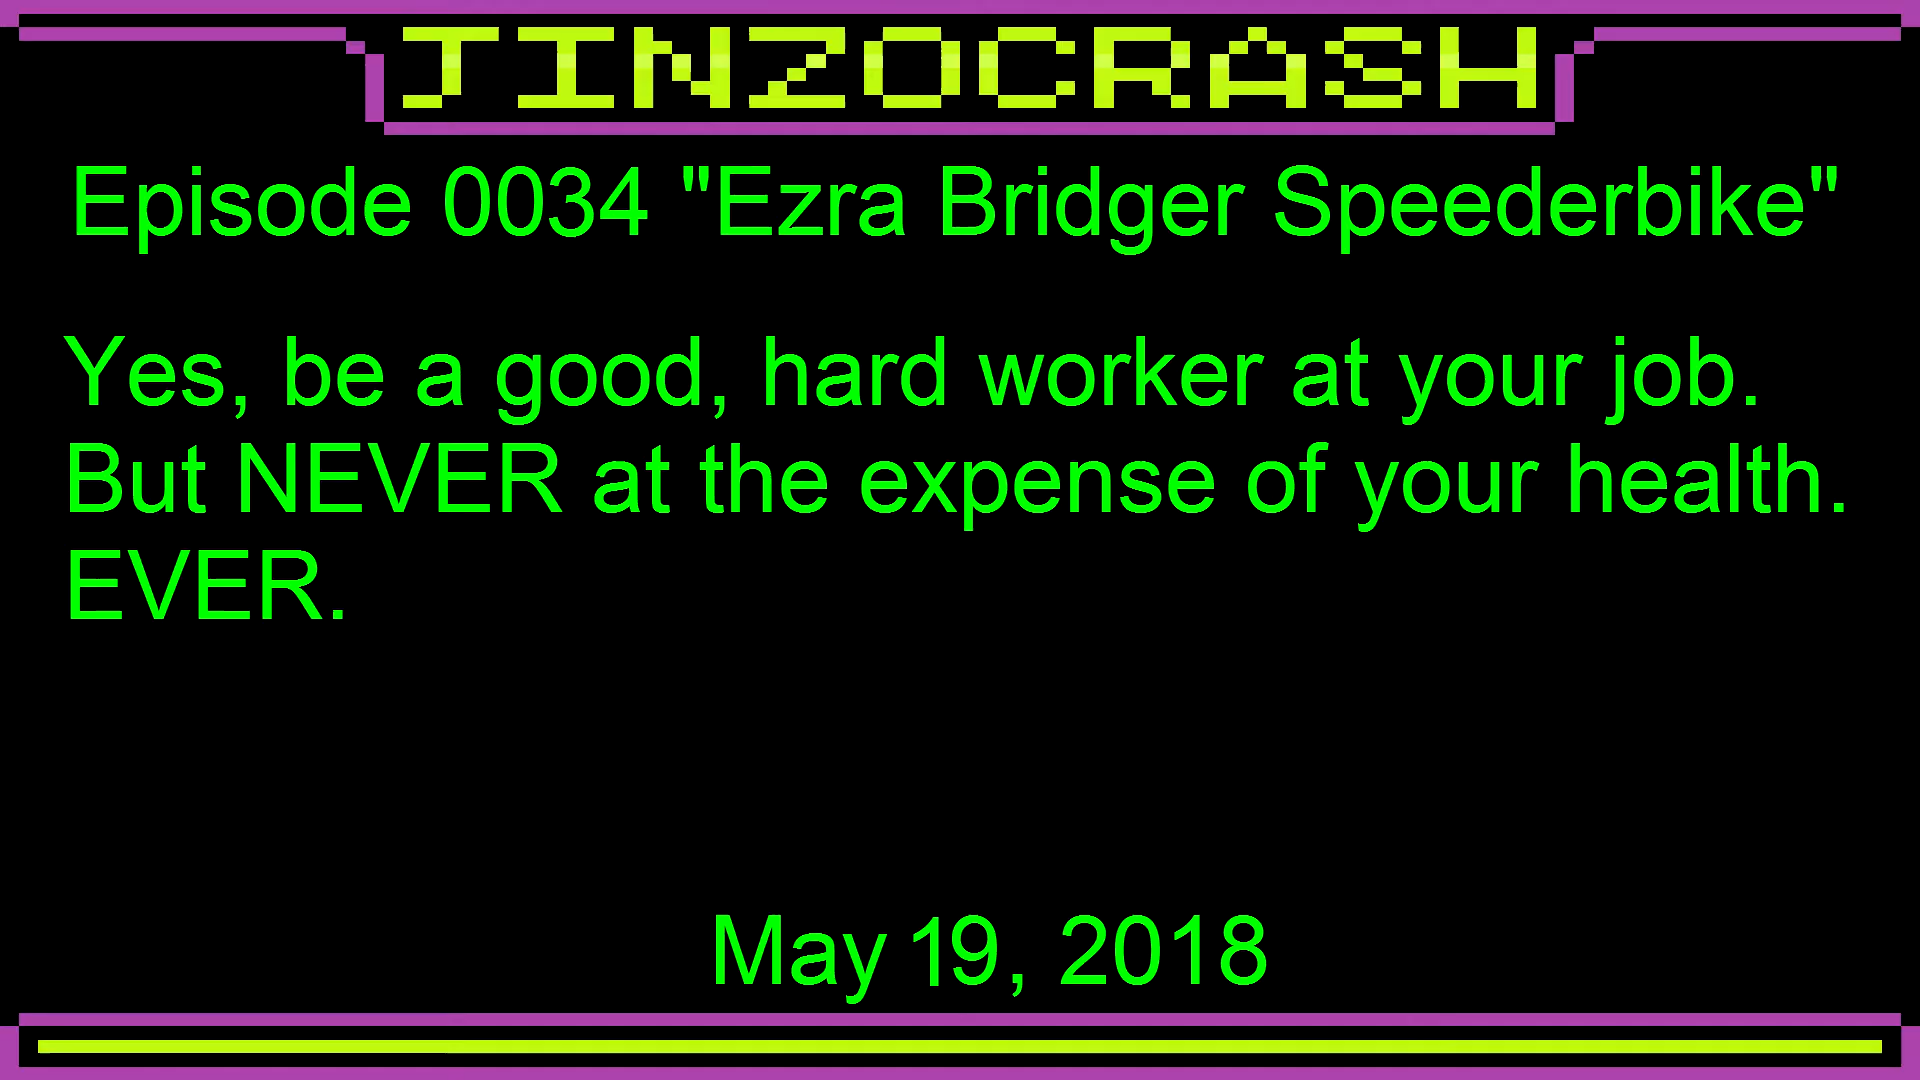 JINZOCRASH
Episode 0034 "Ezra Bridger Speederbike"
Yes, be a good, hard worker at your job.
But NEVER at the expense of your health.
EVER.
May 19, 2018